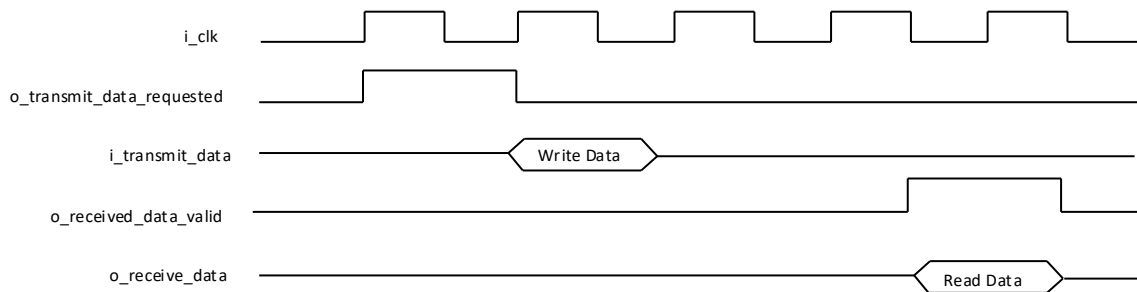 i_clk
o_transmit_data_requested
i_transmit_data
Write Data
o_received_data_valid
o_receive_data
Read Data